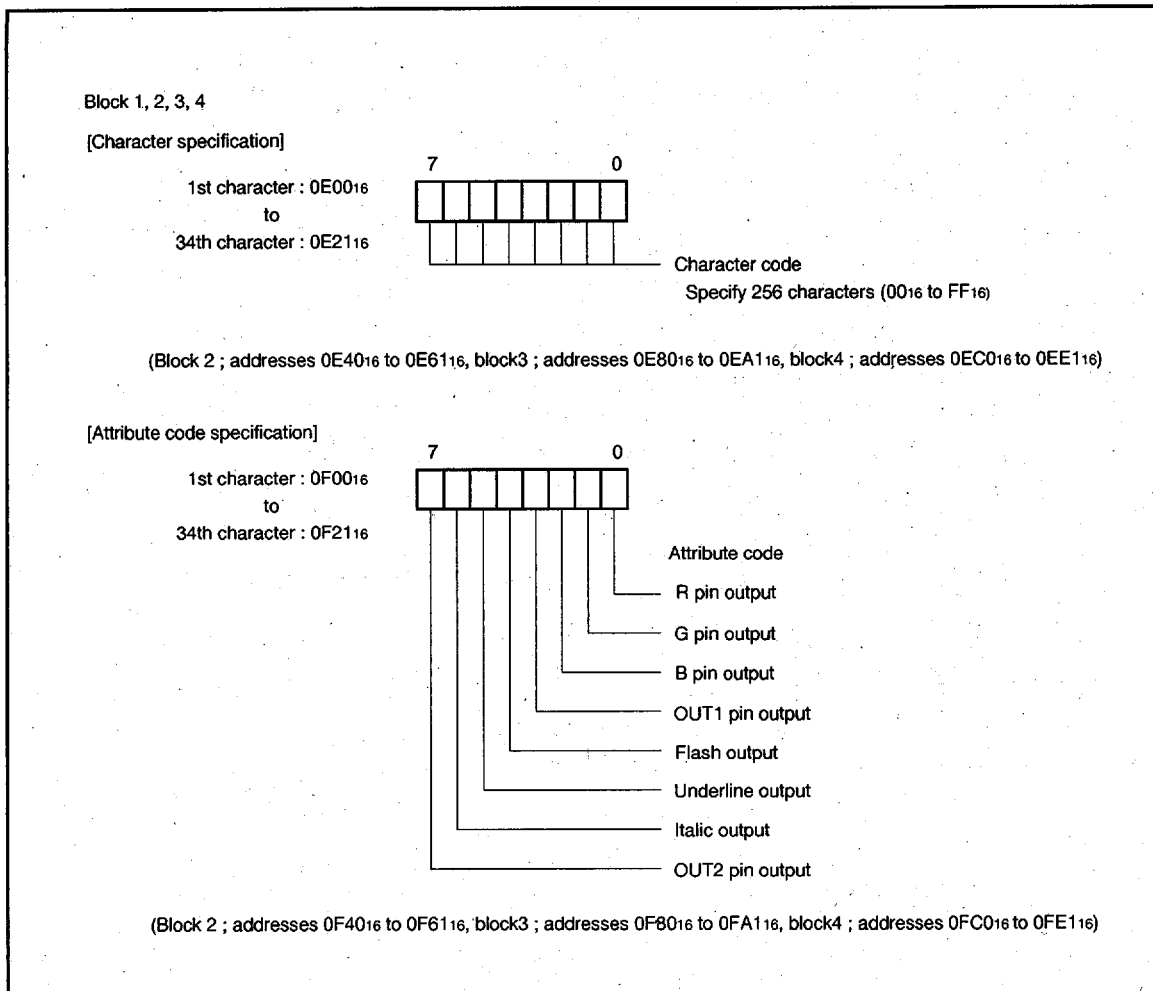 Block 1, 2, 3, 4
[Character specification]
7 0
1st character : 0E0016
to
34th character : 0E2116
Character code
Specify 256 characters (0016 to FF16)
(Block 2 ; addresses 0E4016 to 0E6116, block3 ; addresses 0E8016 to 0EA116, block4 ; addresses 0EC016 to 0EE116)
[Attribute code specification]
7 0
1st character : 0F0016
to
34th character : 0F2116
Attribute code
R pin output
G pin output
B pin output
OUT1 pin output
Flash output
Underline output
Italic output
OUT2 pin output
(Block 2 ; addresses 0F4016 to 0F6116, block3 ; addresses 0F8016 to 0FA116, block4 ; addresses 0FC016 to 0FE116)